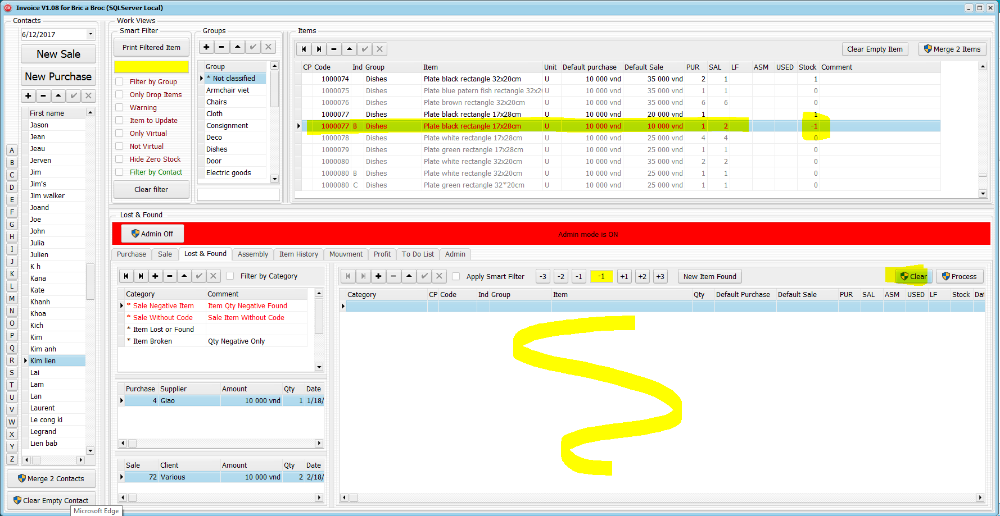 Invoice V1.08 for Bric a Broc (SQLServer Local)
Contacts
6/12/2017
New Sale
New Purchase
First name
Jason
Jean
Jeau
Jerven
Jim
Jim's
Jim walker
Joand
Joe
John
Julia
Julien
K h
Kana
Kate
Khanh
Khoa
Kich
Kim
Kim anh
Kim lien
Lai
Lam
Lan
Laurent
Le cong ki
Legrand
Lien bab
A
B
C
D
E
F
G
H
I
J
K
L
M
N
O
P
Q
R
S
T
U
V
W
X
Y
Z
Merge 2 Contacts
Clear Empty Contact
Microsoft Edge
Work Views
Smart Filter
Print Filtered Item
Filter by Group
Only Drop Items
Warning
Item to Update
Only Virtual
Not Virtual
Hide Zero Stock
Filter by Contact
Clear filter
Groups
Group
* Not classified
Armchair viet
Chairs
Cloth
Consignment
Deco
Dishes
Door
Electric goods
Items
Clear Empty Item
Merge 2 Items
CP Code Ind Group Item Unit Default purchase Default Sale PUR SAL LF ASM USED Stock Comment
1000074 Dishes Plate black rectangle 32x20cm U 10 000 vnd 35 000 vnd 2 1 1
1000075 Dishes Plate blue patern fish rectangle 32x2( U 10 000 vnd 35 000 vnd 1 1 0
1000076 Dishes Plate brown rectangle 32x20cm U 10 000 vnd 35 000 vnd 6 6 0
1000077 Dishes Plate black rectangle 17x28cm U 10 000 vnd 20 000 vnd 1 1
1000077 B Dishes Plate black rectangle 17x28cm U 10 000 vnd 10 000 vnd 1 2 -1
1000078 Dishes Plate white rectangle 17x28cm U 10 000 vnd 25 000 vnd 4 4 0
1000079 Dishes Plate green rectangle 17x28cm U 10 000 vnd 25 000 vnd 1 1 0
1000080 Dishes Plate white rectangle 32x20cm U 10 000 vnd 35 000 vnd 2 2 0
1000080 B Dishes Plate white rectangle 32x20cm U 10 000 vnd 25 000 vnd 1 1 0
1000080 C Dishes Plate green rectangle 32*20cm U 10 000 vnd 25 000 vnd 1 1 0
Lost & Found
Admin Off
Admin mode is ON
Purchase Sale Lost & Found Assembly Item History Mouvment Profit To Do List Admin
Filter by Category
Category Comment
* Sale Negative Item Item Qty Negative Found
* Sale Without Code Sale Item Without Code
* Item Lost or Found
* Item Broken Qty Negative Only
Purchase Supplier Amount Qty Date
4 Giao 10 000 vnd 1 1/18/
Sale Client Amount Qty Date
72 Various 10 000 vnd 2 2/18/
Apply Smart Filter -3 -2 -1 -1 +1 +2 +3 New Item Found Clear Process
Category CP Code Ind Group Item Qty Default Purchase Default Sale PUR SAL ASM USED LF Stock Dat